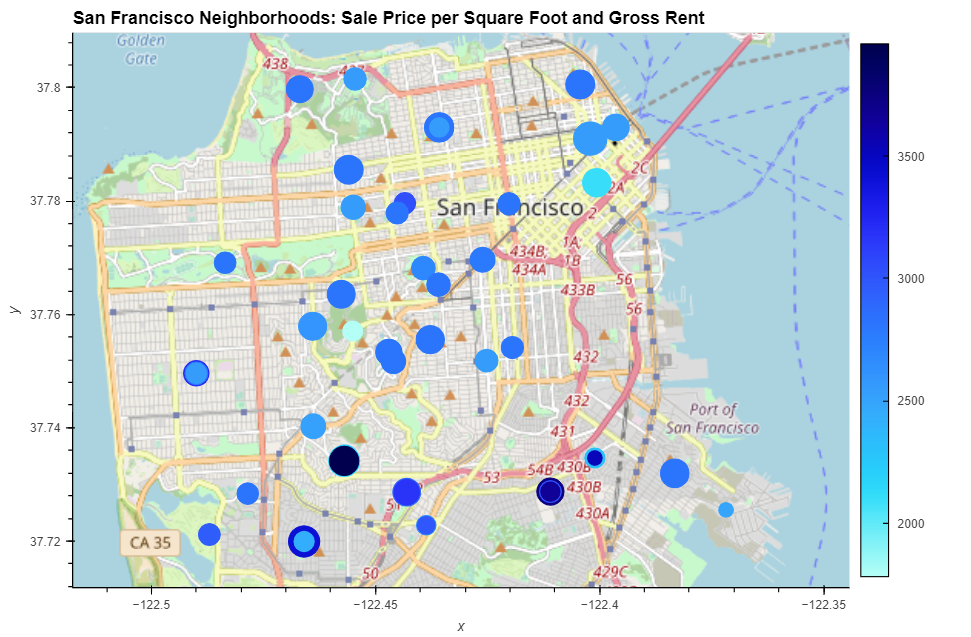 San Francisco Neighborhoods: Sale Price per Square Foot and Gross Rent
Golden
Gate
438
37.8
3500
2C
2A
37.78
San Francisco
2
1A
434B
1B
434A
3000
56
433B
y
37.76
56
432
2500
432
Port of
San Francisco
37.74
431
54B
430B
53
430B
430A
2000
CA 35
37.72
50
429C
−122.5
−122.45
−122.4
−122.35
x